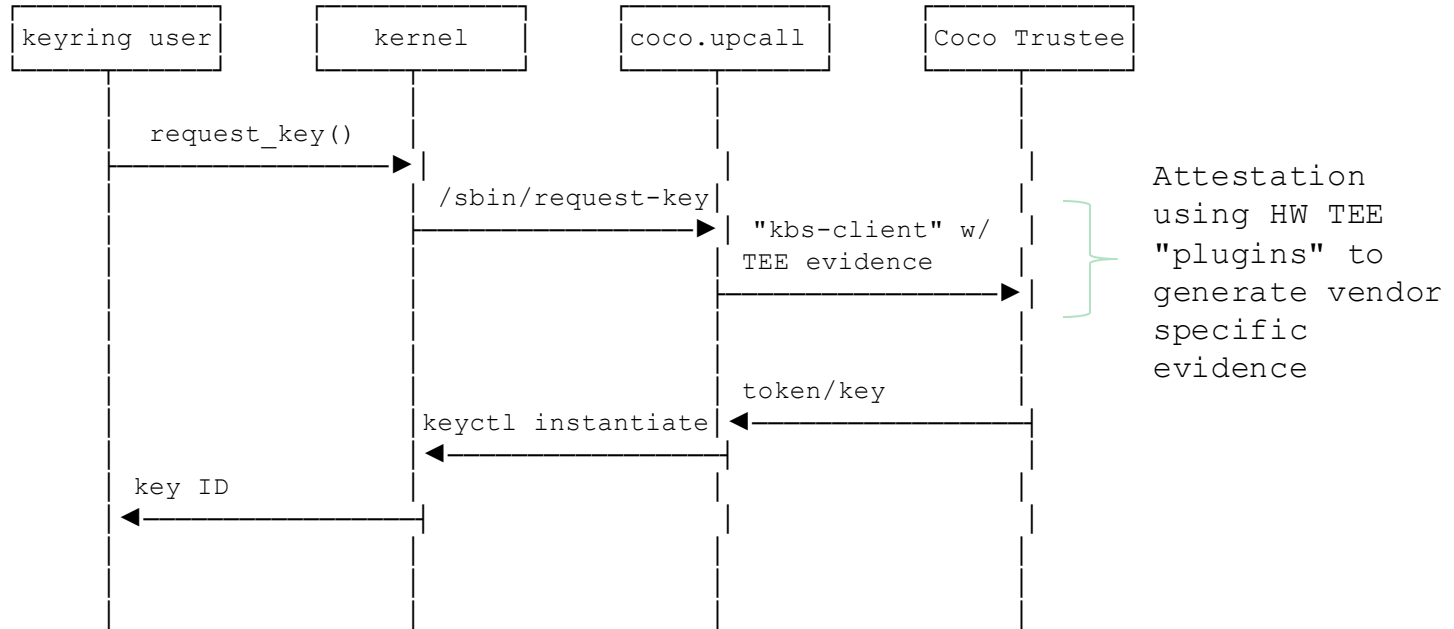 keyring user
kernel
coco.upcall
Coco Trustee
request_key()
/sbin/request-key
"kbs-client" w/
TEE evidence
Attestation
using HW TEE
"plugins" to
generate vendor
specific
evidence
token/key
keyctl instantiate
key ID